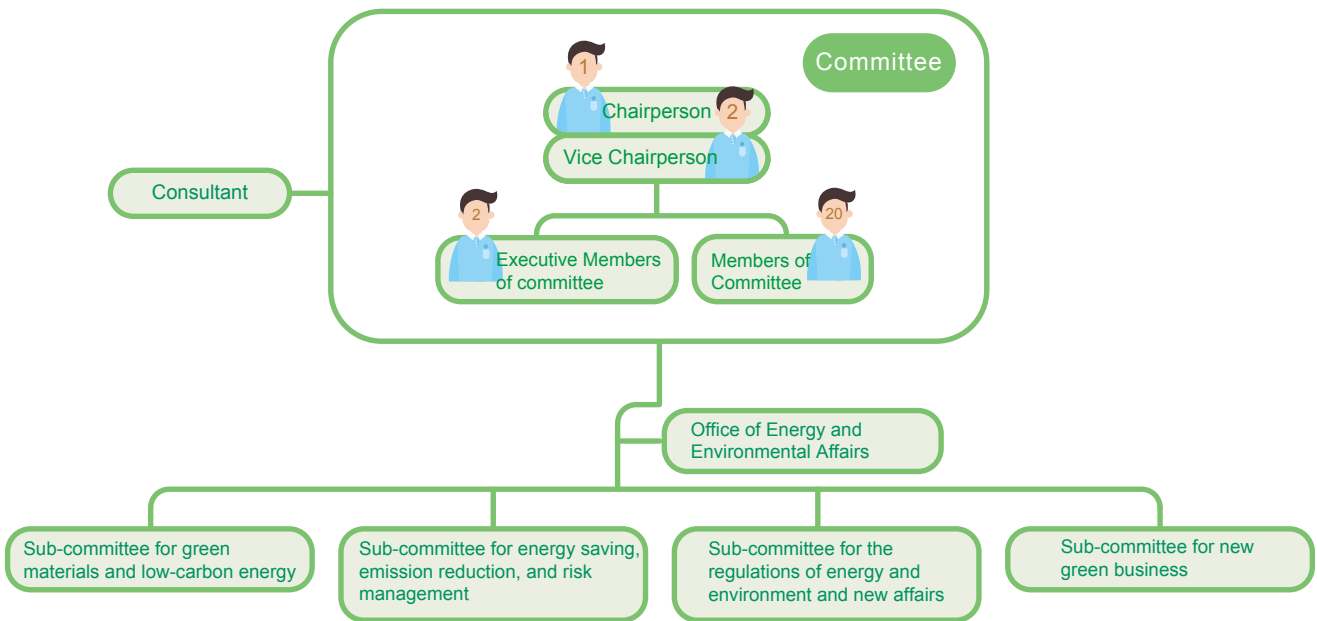 Committee
1
Chairperson
2
Vice Chairperson
Consultant
2
Executive Members
of committee
20
Members of
Committee
Office of Energy and
Environmental Affairs
Sub-committee for green
materials and low-carbon energy
Sub-committee for energy saving,
emission reduction, and risk
management
Sub-committee for the
regulations of energy and
environment and new affairs
Sub-committee for new
green business